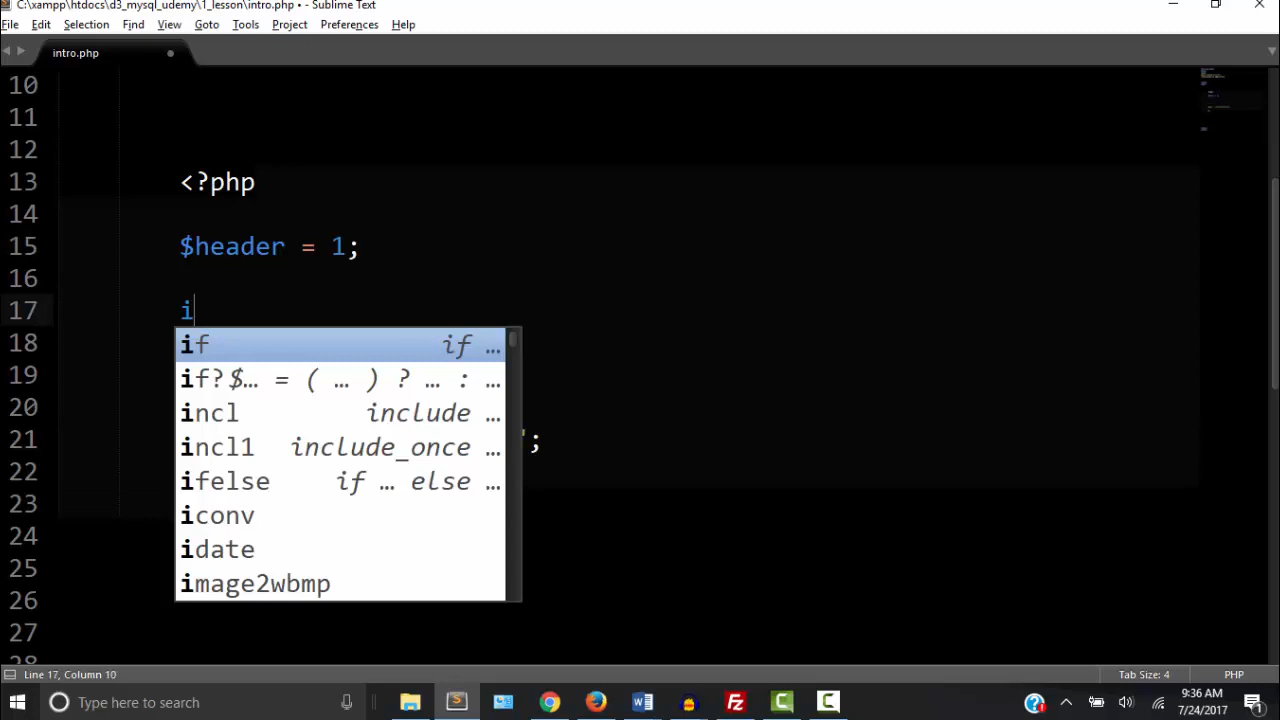 C:\xampp\htdocs\d3_mysql_udemy\1_lesson\intro.php • - Sublime Text
File Edit Selection Find View Goto Tools Project Preferences Help
intro.php
10
11
12
13 <?php
14
15 $header = 1;
16
17 i
18 if if …
19 if?$… = ( … ) ? … : …
20 incl include …
21 incl1 include_once … ";
22 ifelse if … else …
23 iconv
24 idate
25 image2wbmp
26
27
28
Line 17, Column 10 Tab Size: 4 PHP
Type here to search 9:36 AM
7/24/2017